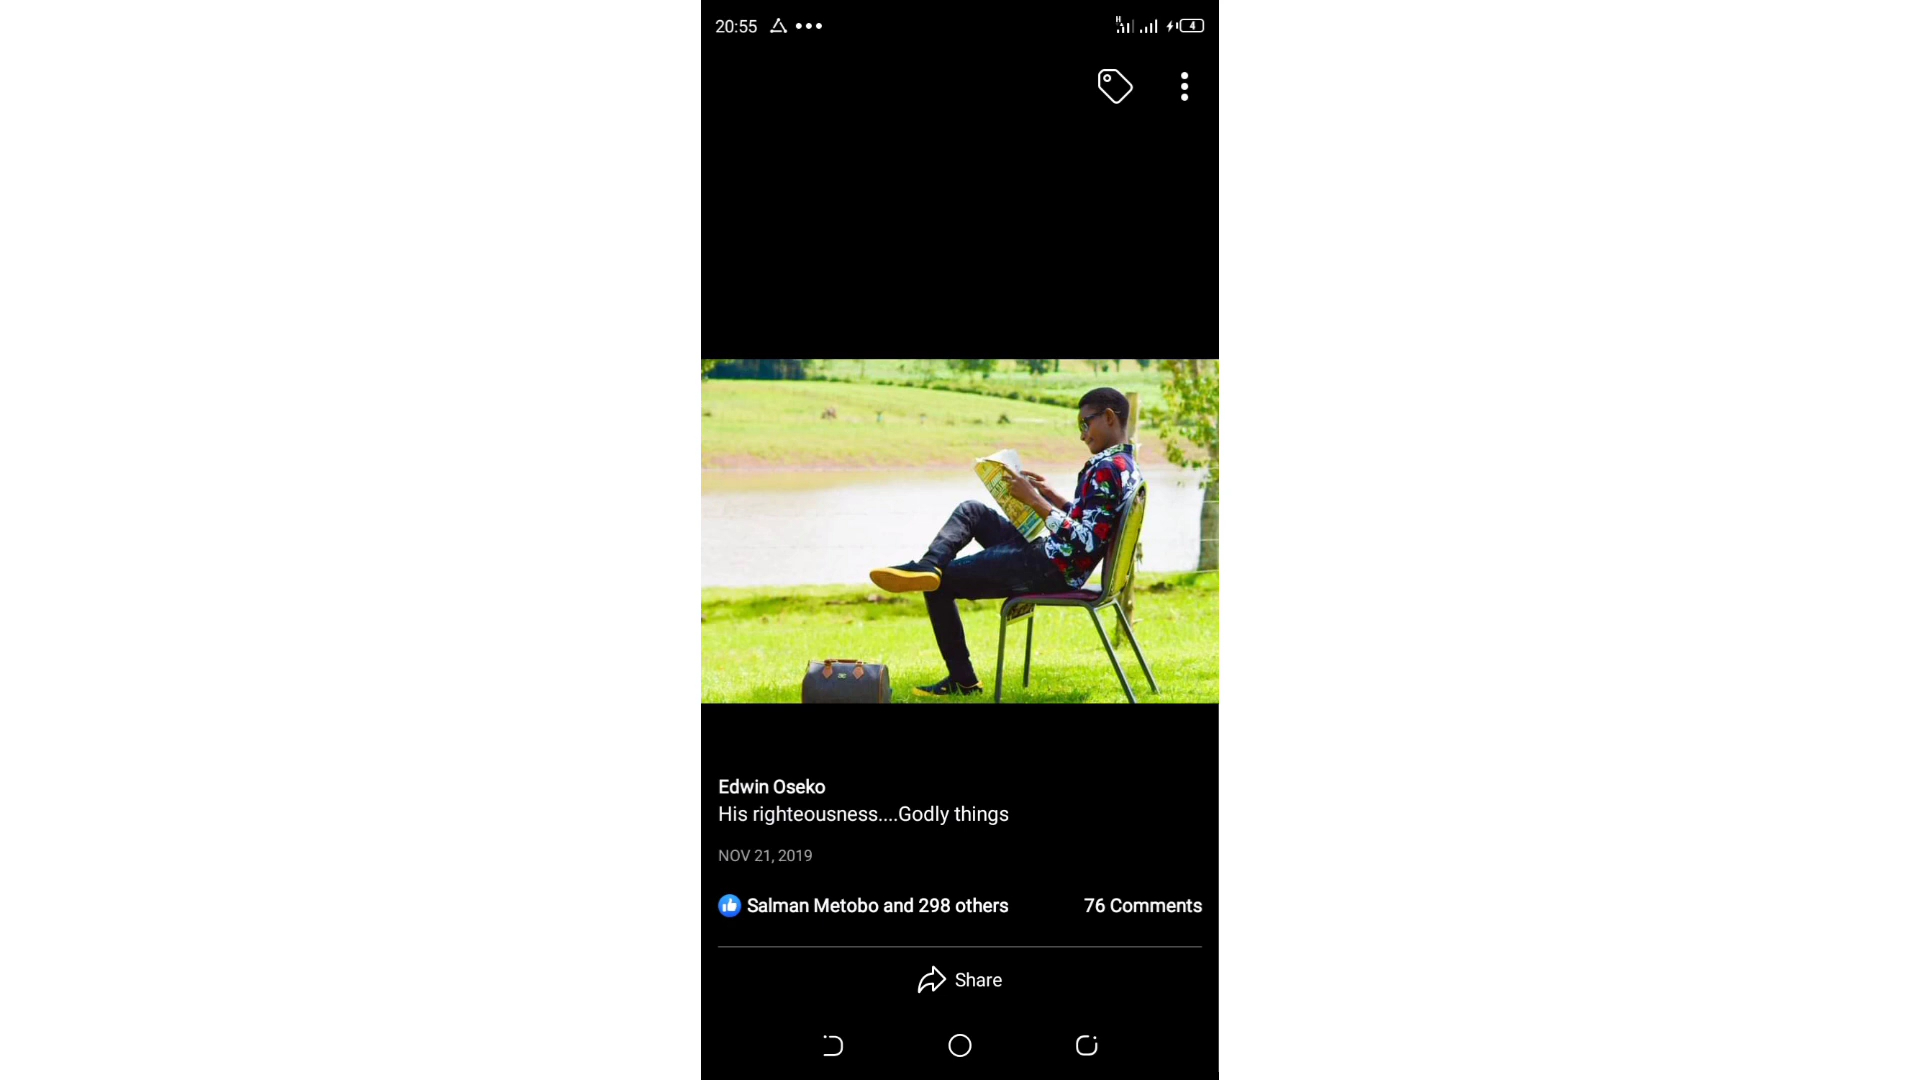 20:55
H
4
Edwin Oseko
His righteousness....Godly things
NOV 21, 2019
Salman Metobo and 298 others
76 Comments
Share